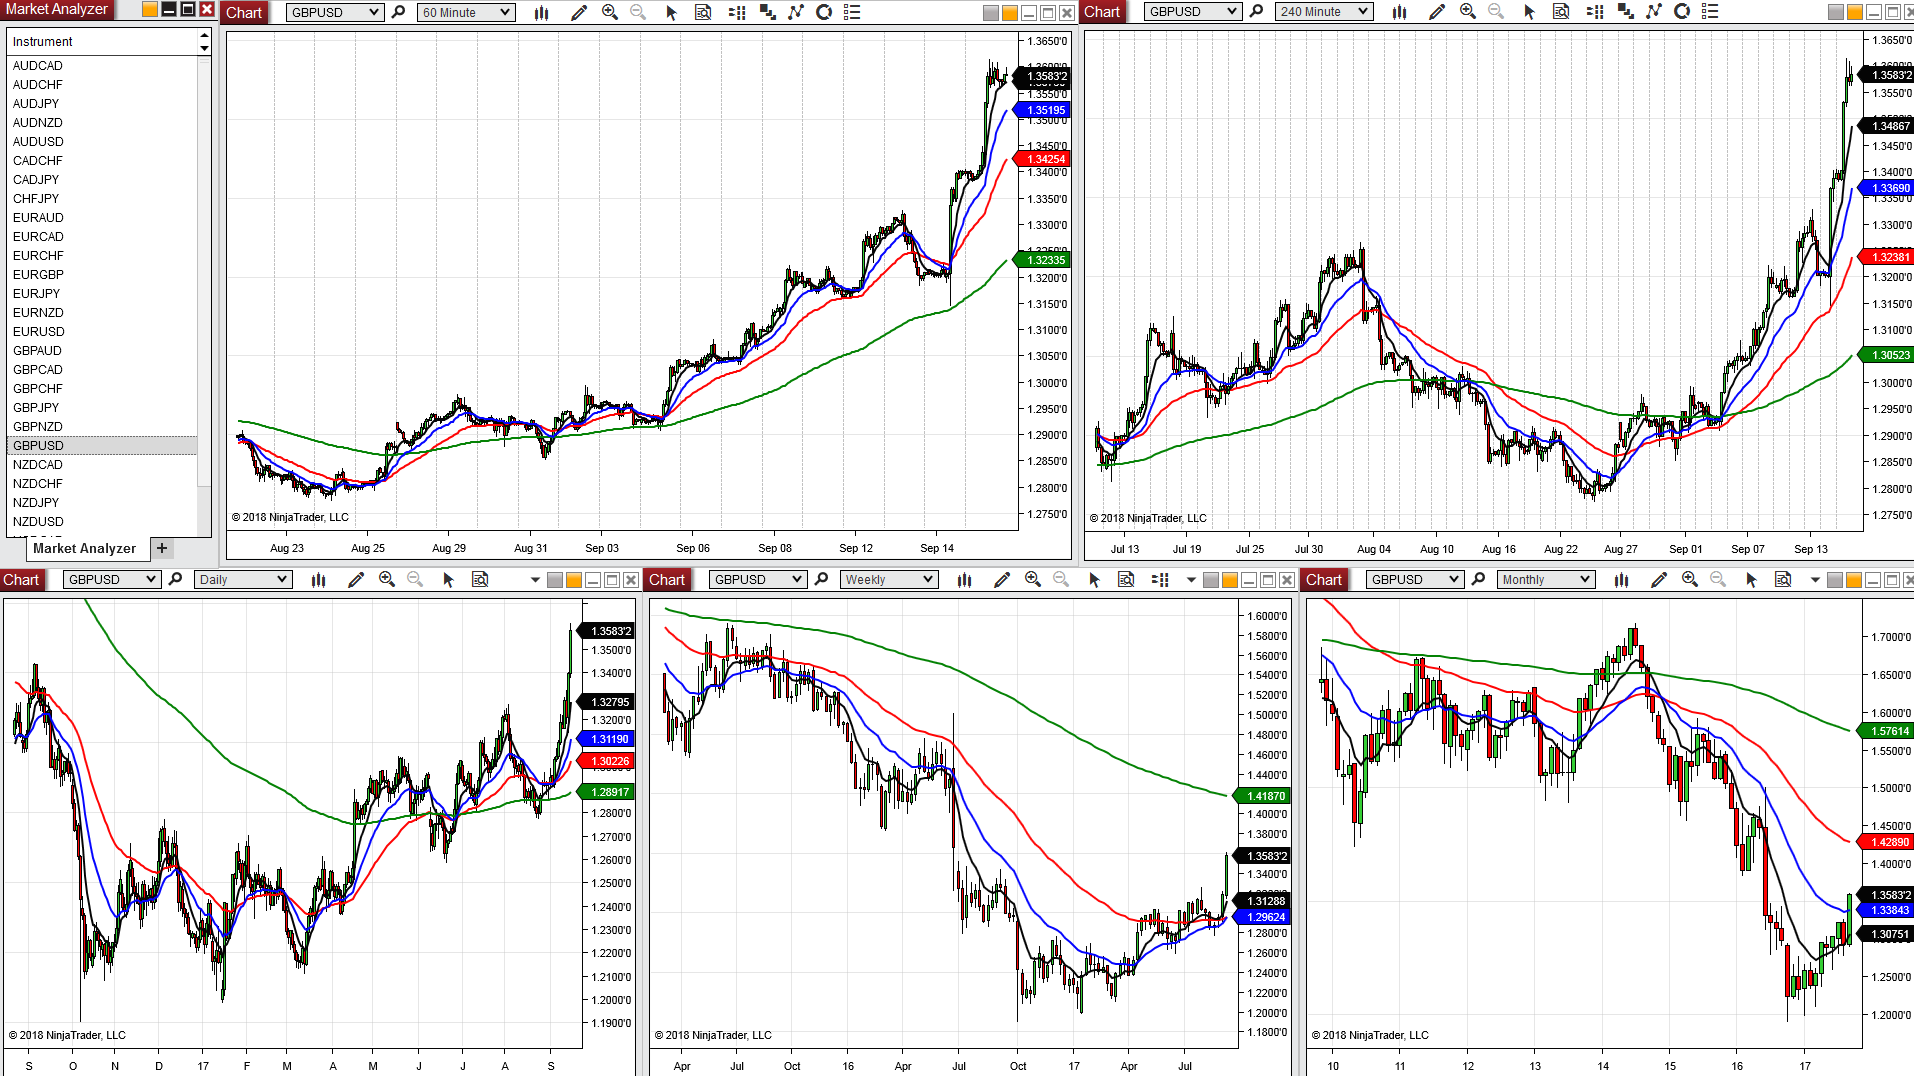 Market Analyzer
Instrument
AUDCAD
AUDCHF
AUDJPY
AUDNZD
AUDUSD
CADCHF
CADJPY
CHFJPY
EURAUD
EURCAD
EURCHF
EURGBP
EURJPY
EURNZD
EURUSD
GBPAUD
GBPCAD
GBPCHF
GBPJPY
GBPNZD
GBPUSD
NZDCAD
NZDCHF
NZDJPY
NZDUSD
Market Analyzer +
Chart GBPUSD 60 Minute
1.3650'0
1.3583'2
1.3550'0
1.35195
1.3500'0
1.3450'0
1.34254
1.3400'0
1.3350'0
1.3300'0
1.32335
1.3200'0
1.3150'0
1.3100'0
1.3050'0
1.3000'0
1.2950'0
1.2900'0
1.2850'0
1.2800'0
1.2750'0
© 2018 NinjaTrader, LLC
Aug 23 Aug 25 Aug 29 Aug 31 Sep 03 Sep 06 Sep 08 Sep 12 Sep 14
Chart GBPUSD 240 Minute
1.3650'0
1.3583'2
1.3550'0
1.34867
1.3450'0
1.3400'0
1.33690
1.3350'0
1.3300'0
1.32381
1.3200'0
1.3150'0
1.3100'0
1.30523
1.3000'0
1.2950'0
1.2900'0
1.2850'0
1.2800'0
1.2750'0
© 2018 NinjaTrader, LLC
Jul 13 Jul 19 Jul 25 Jul 30 Aug 04 Aug 10 Aug 16 Aug 22 Aug 27 Sep 01 Sep 07 Sep 13
Chart GBPUSD Daily
1.3583'2
1.3500'0
1.3400'0
1.32795
1.3200'0
1.31190
1.30226
1.28917
1.2800'0
1.2700'0
1.2600'0
1.2500'0
1.2400'0
1.2300'0
1.2200'0
1.2100'0
1.2000'0
1.1900'0
© 2018 NinjaTrader, LLC
S O N D 17 F M A M J J A S
Chart GBPUSD Weekly
1.6000'0
1.5800'0
1.5600'0
1.5400'0
1.5200'0
1.5000'0
1.4800'0
1.4600'0
1.4400'0
1.41870
1.4000'0
1.3800'0
1.3583'2
1.3400'0
1.31288
1.29624
1.2800'0
1.2600'0
1.2400'0
1.2200'0
1.2000'0
1.1800'0
© 2018 NinjaTrader, LLC
Apr Jul Oct 16 Apr Jul Oct 17 Apr Jul
Chart GBPUSD Monthly
1.7000'0
1.6500'0
1.6000'0
1.57614
1.5500'0
1.5000'0
1.4500'0
1.42890
1.4000'0
1.3583'2
1.33843
1.30751
1.2500'0
1.2000'0
© 2018 NinjaTrader, LLC
10 11 12 13 14 15 16 17